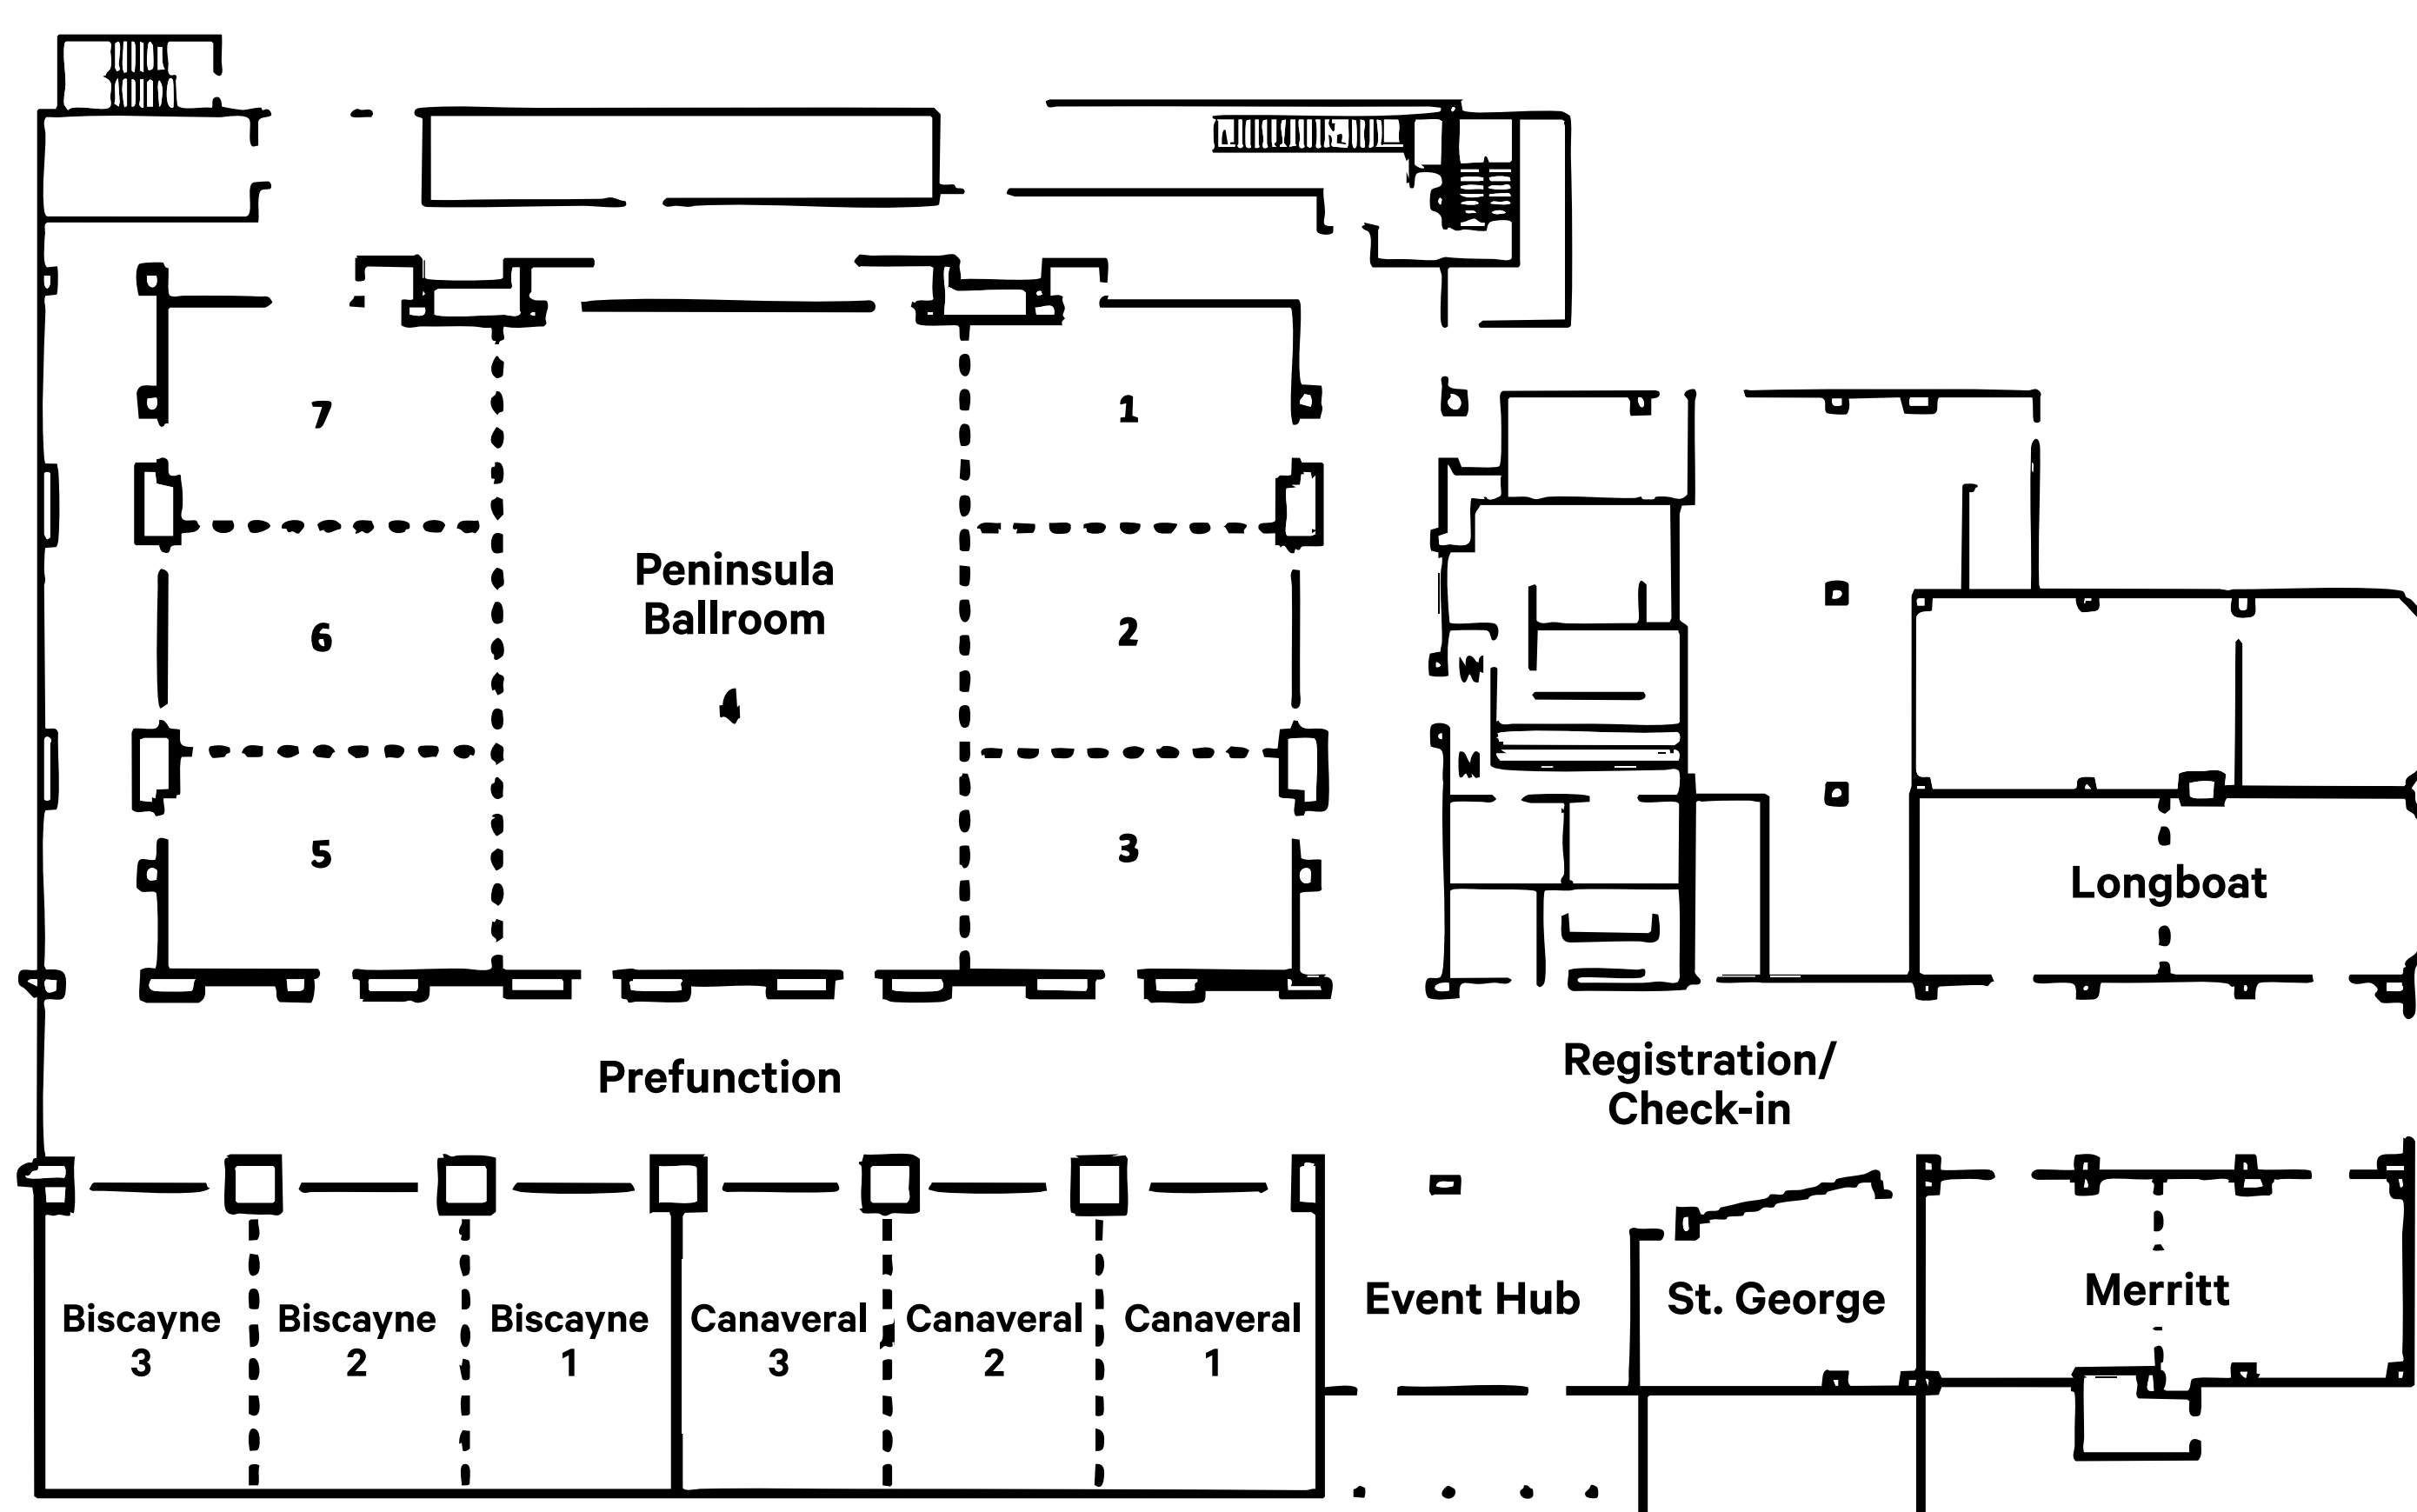 7
1
Peninsula
Ballroom
6
2
4
5
3
Longboat
Prefunction
Registration/
Check-in
Biscayne
3
Biscayne
2
Biscayne
1
Canaveral
3
Canaveral
2
Canaveral
1
Event Hub
St. George
Merritt